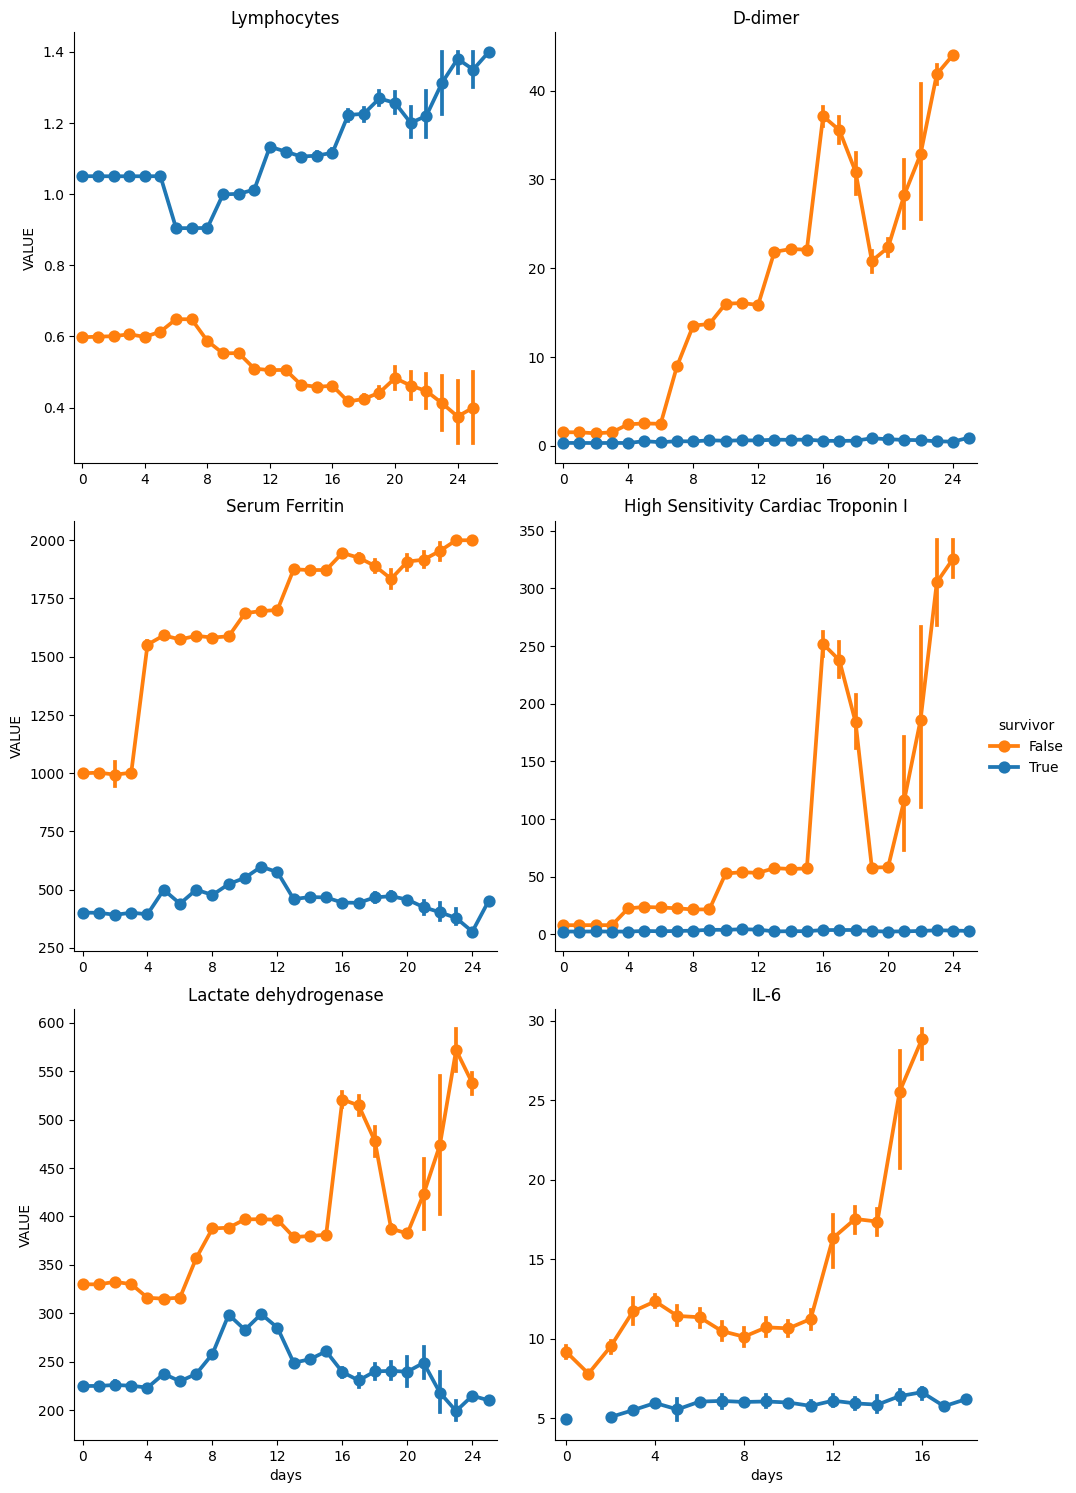 Lymphocytes
1.4
1.2
1.0
0.8
0.6
0.4
VALUE
0 4 8 12 16 20 24
D-dimer
40
30
20
10
0
0 4 8 12 16 20 24
Serum Ferritin
2000
1750
1500
1250
1000
750
500
250
VALUE
0 4 8 12 16 20 24
High Sensitivity Cardiac Troponin I
350
300
250
200
150
100
50
0
0 4 8 12 16 20 24
survivor
False
True
Lactate dehydrogenase
600
550
500
450
400
350
300
250
200
VALUE
0 4 8 12 16 20 24
days
IL-6
30
25
20
15
10
5
0 4 8 12 16
days